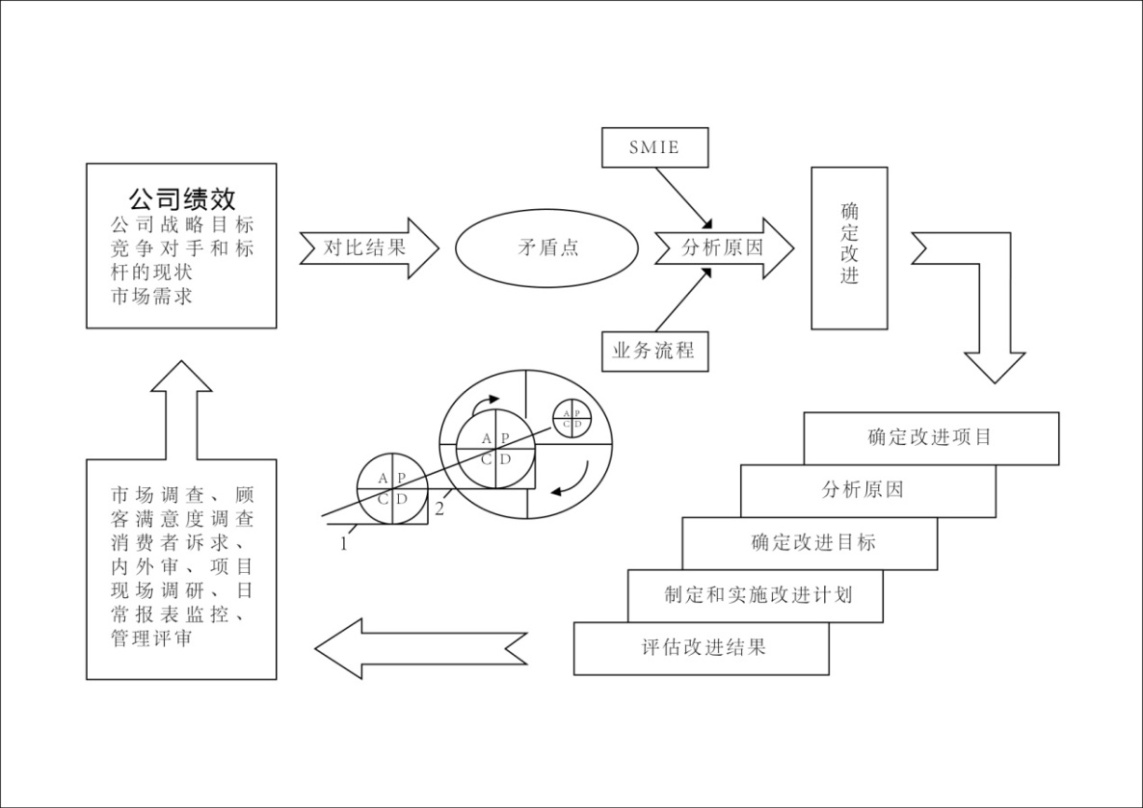 公司绩效
公司战略目标
竞争对手和标
杆的现状
市场需求
对比结果
矛盾点
SMIE
分析原因
业务流程
确定改进
确定改进项目
分析原因
确定改进目标
制定和实施改进计划
评估改进结果
市场调查、顾
客满意度调查
消费者诉求、
内外审、项目
现场调研、日
常报表监控、
管理评审
A P
C D
1
A P
C D
2
A P
C D